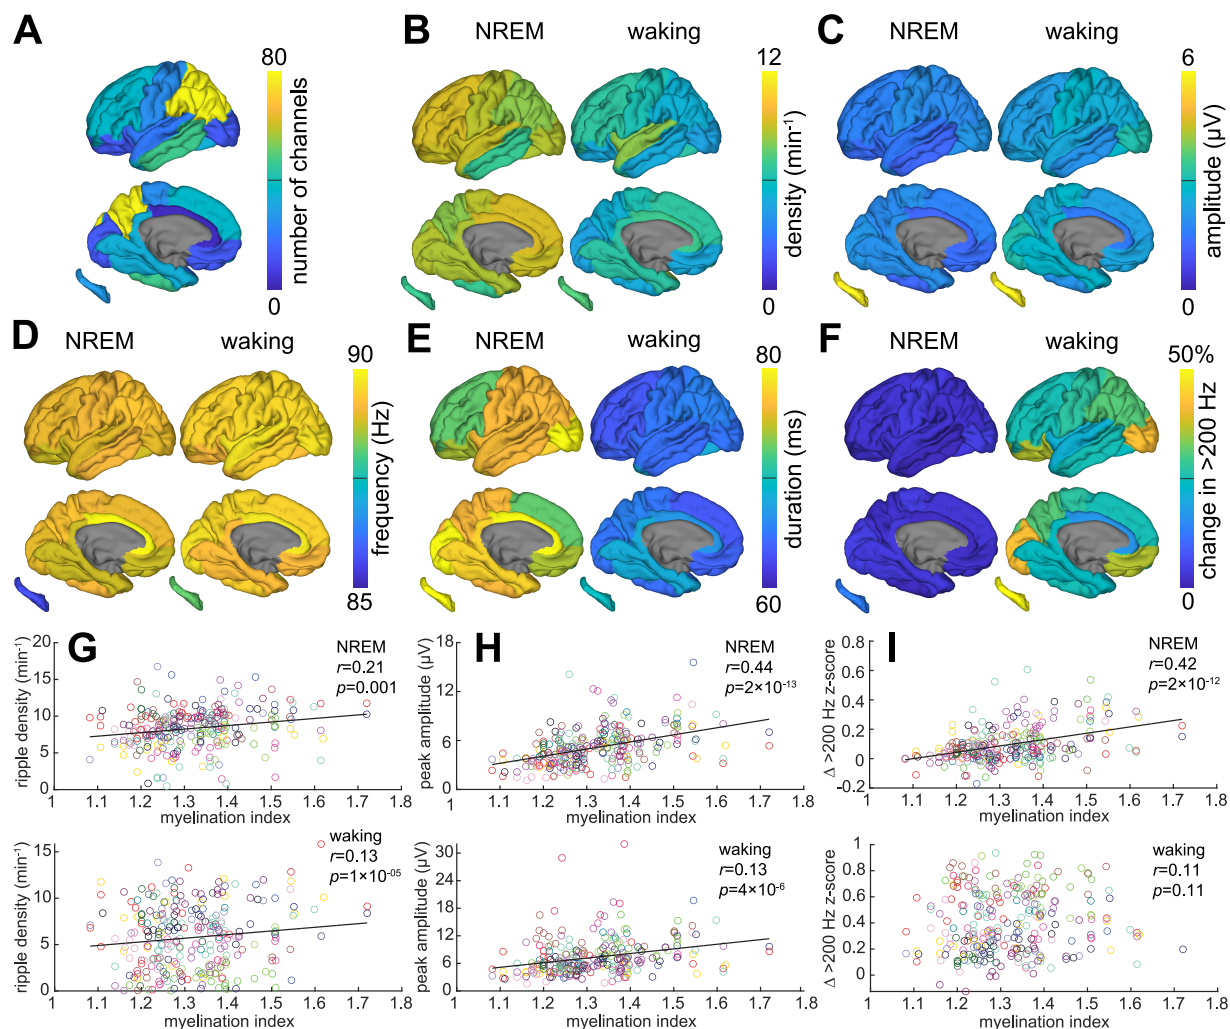 A
80
number of channels
0
B
NREM
waking
12
density (min⁻¹)
0
C
NREM
waking
6
amplitude (µV)
0
D
NREM
waking
90
frequency (Hz)
85
E
NREM
waking
80
duration (ms)
60
F
NREM
waking
50%
change in >200 Hz
0
G
NREM
r=0.21
p=0.001
ripple density (min⁻¹)
20
15
10
5
0
1 1.1 1.2 1.3 1.4 1.5 1.6 1.7 1.8
myelination index
H
NREM
r=0.44
p=2×10⁻¹³
peak amplitude (µV)
18
12
6
0
1 1.1 1.2 1.3 1.4 1.5 1.6 1.7 1.8
myelination index
I
NREM
r=0.42
p=2×10⁻¹²
Δ >200 Hz z-score
0.8
0.6
0.4
0.2
0
-0.2
1 1.1 1.2 1.3 1.4 1.5 1.6 1.7 1.8
myelination index
waking
r=0.13
p=1×10⁻⁰⁵
ripple density (min⁻¹)
15
10
5
0
1 1.1 1.2 1.3 1.4 1.5 1.6 1.7 1.8
myelination index
waking
r=0.13
p=4×10⁻⁶
peak amplitude (µV)
30
24
18
12
6
0
1 1.1 1.2 1.3 1.4 1.5 1.6 1.7 1.8
myelination index
waking
r=0.11
p=0.11
Δ >200 Hz z-score
1
0.8
0.6
0.4
0.2
0
1 1.1 1.2 1.3 1.4 1.5 1.6 1.7 1.8
myelination index